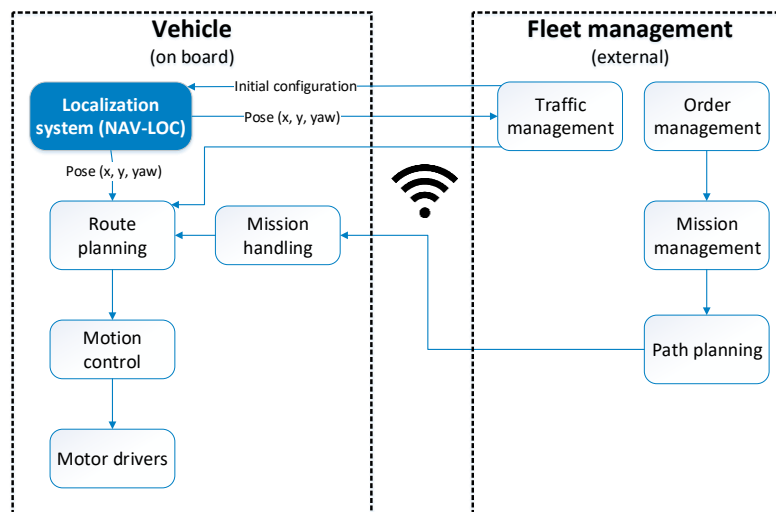 Vehicle
(on board)
Fleet management
(external)
Initial configuration
Localization
system (NAV-LOC)
Pose (x, y, yaw)
Traffic
management
Order
management
Pose (x, y, yaw)
Route
planning
Mission
handling
Mission
management
Motion
control
Path planning
Motor drivers